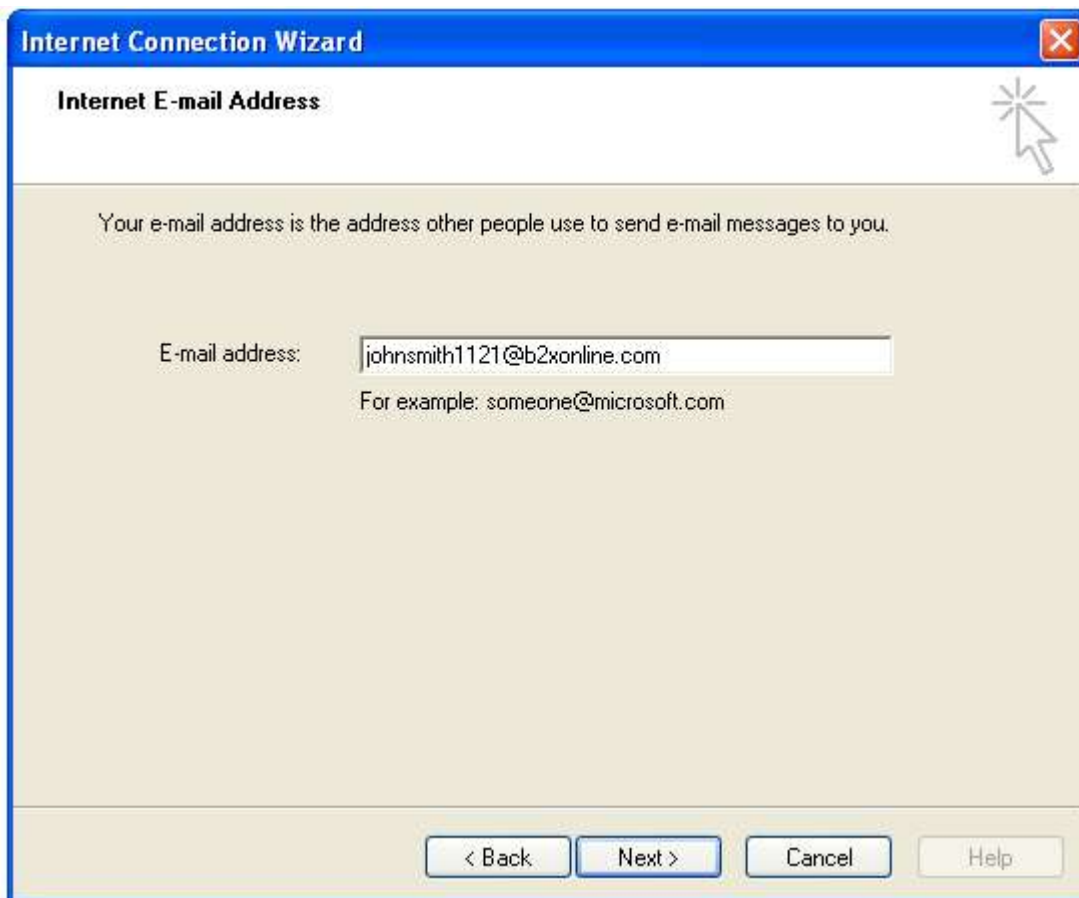 Internet Connection Wizard
Internet E-mail Address
Your e-mail address is the address other people use to send e-mail messages to you.
E-mail address: johnsmith1121@b2xonline.com
For example: someone@microsoft.com
< Back Next > Cancel Help